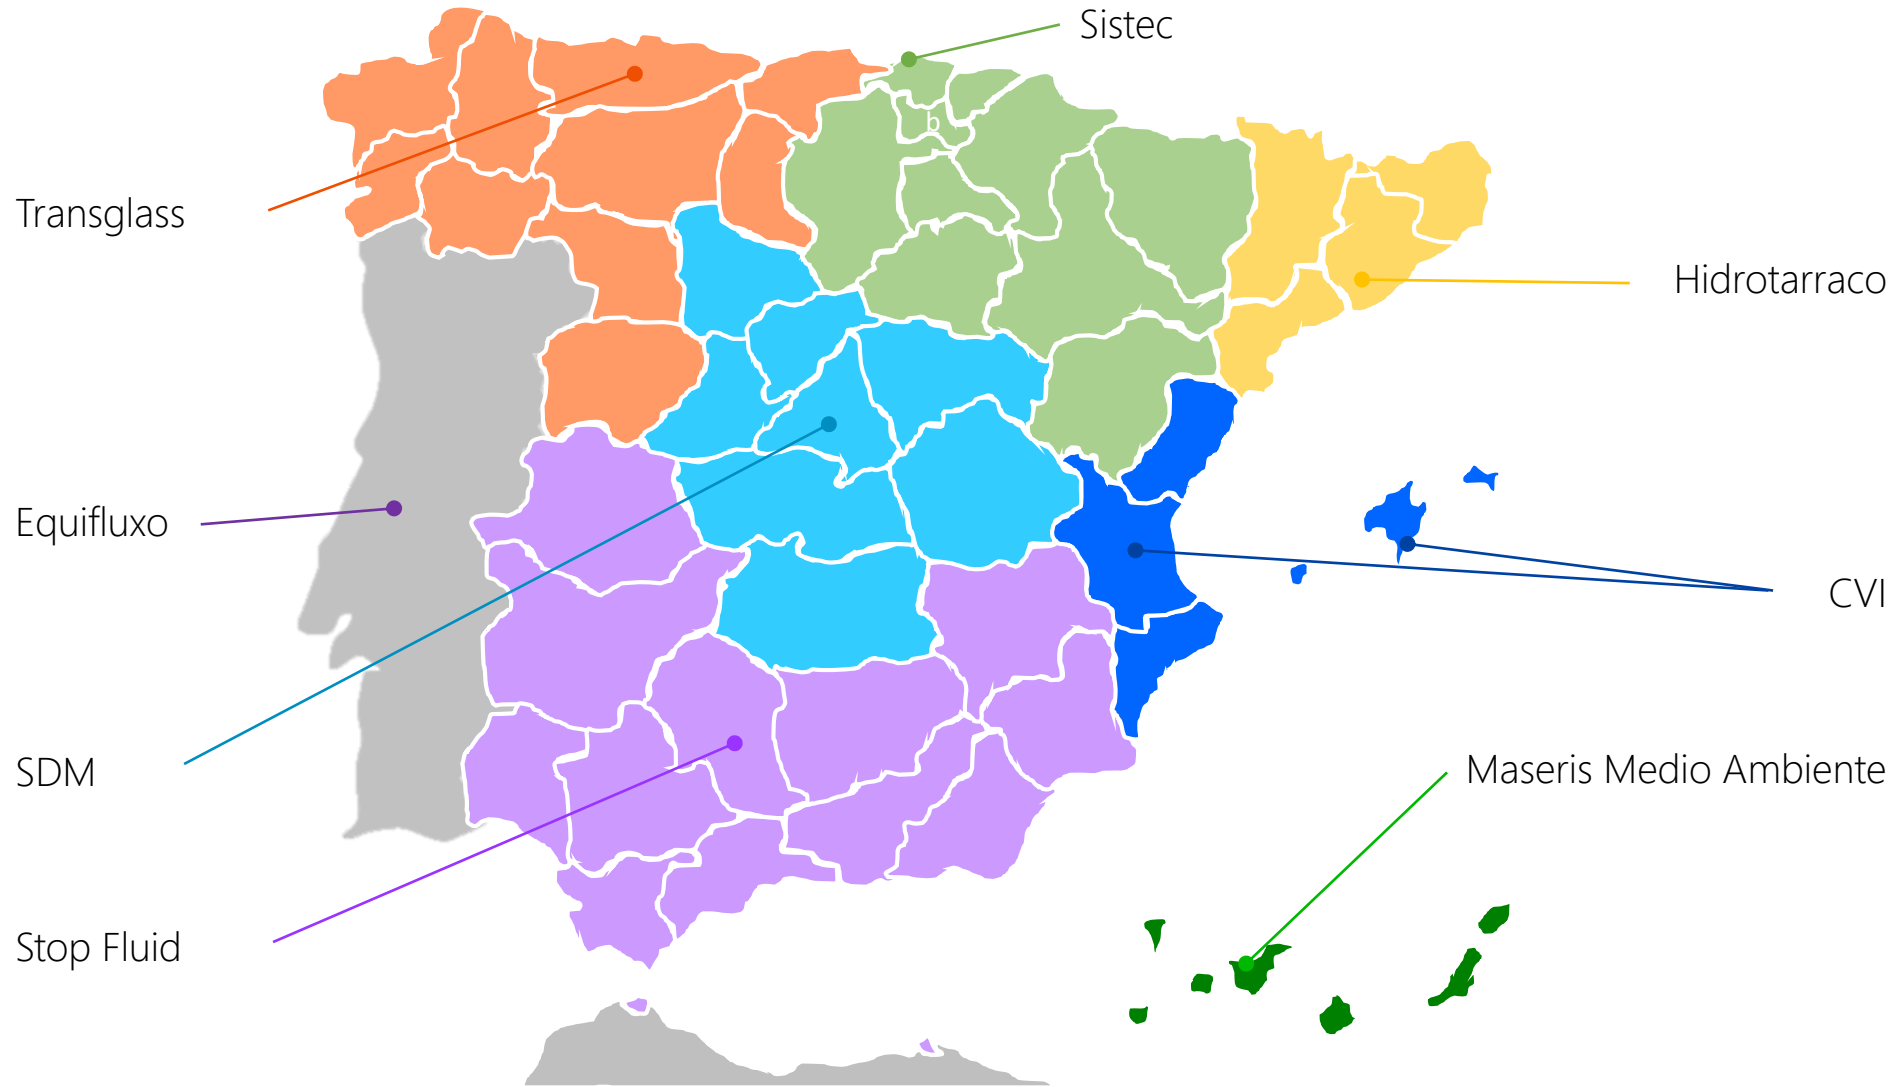 Sistec
b
Transglass
Hidrotarraco
Equifluxo
CVI
SDM
Maseris Medio Ambiente
Stop Fluid